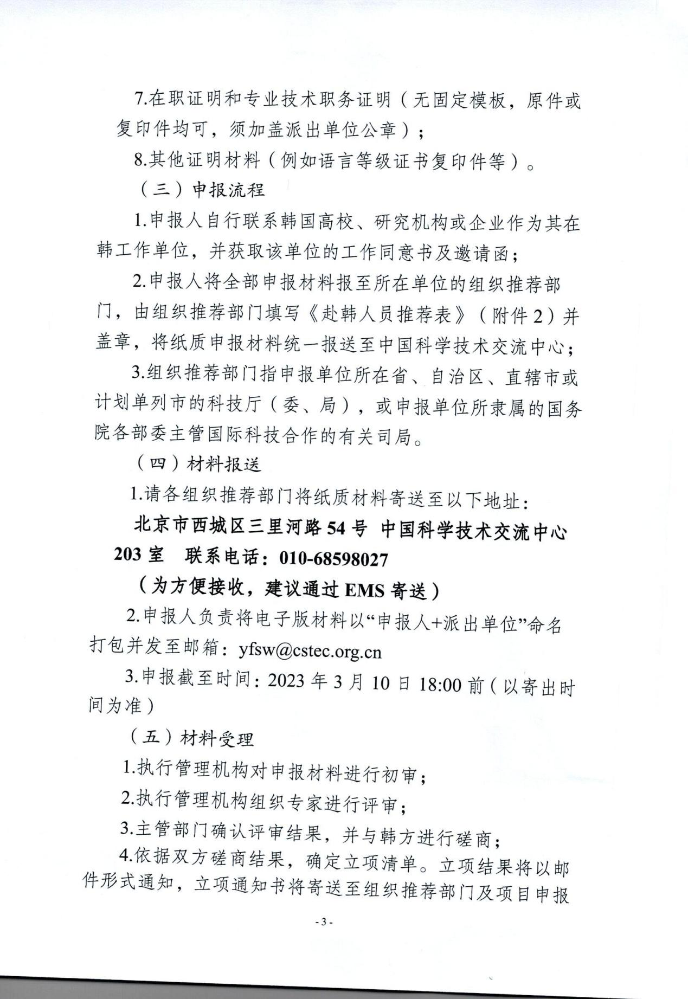 7.在职证明和专业技术职务证明（无固定模板，原件或
复印件均可，须加盖派出单位公章）；
8.其他证明材料（例如语言等级证书复印件等）。
（三）申报流程
1.申报人自行联系韩国高校、研究机构或企业作为其在
韩工作单位，并获取该单位的工作同意书及邀请函；
2.申报人将全部申报材料报至所在单位的组织推荐部
门，由组织推荐部门填写《赴韩人员推荐表》（附件 2）并
盖章，将纸质申报材料统一报送至中国科学技术交流中心；
3.组织推荐部门指申报单位所在省、自治区、直辖市或
计划单列市的科技厅（委、局），或申报单位所隶属的国务
院各部委主管国际科技合作的有关司局。
（四）材料报送
1.请各组织推荐部门将纸质材料寄送至以下地址：
北京市西城区三里河路 54 号 中国科学技术交流中心
203 室 联系电话：010-68598027
（为方便接收，建议通过 EMS 寄送）
2.申报人负责将电子版材料以“申报人+派出单位”命名
打包并发至邮箱：yfsw@cstec.org.cn
3.申报截至时间：2023 年 3 月 10 日 18:00 前（以寄出时
间为准）
（五）材料受理
1.执行管理机构对申报材料进行初审；
2.执行管理机构组织专家进行评审；
3.主管部门确认评审结果，并与韩方进行磋商；
4.依据双方磋商结果，确定立项清单。立项结果将以邮
件形式通知，立项通知书将寄送至组织推荐部门及项目申报
- 3 -